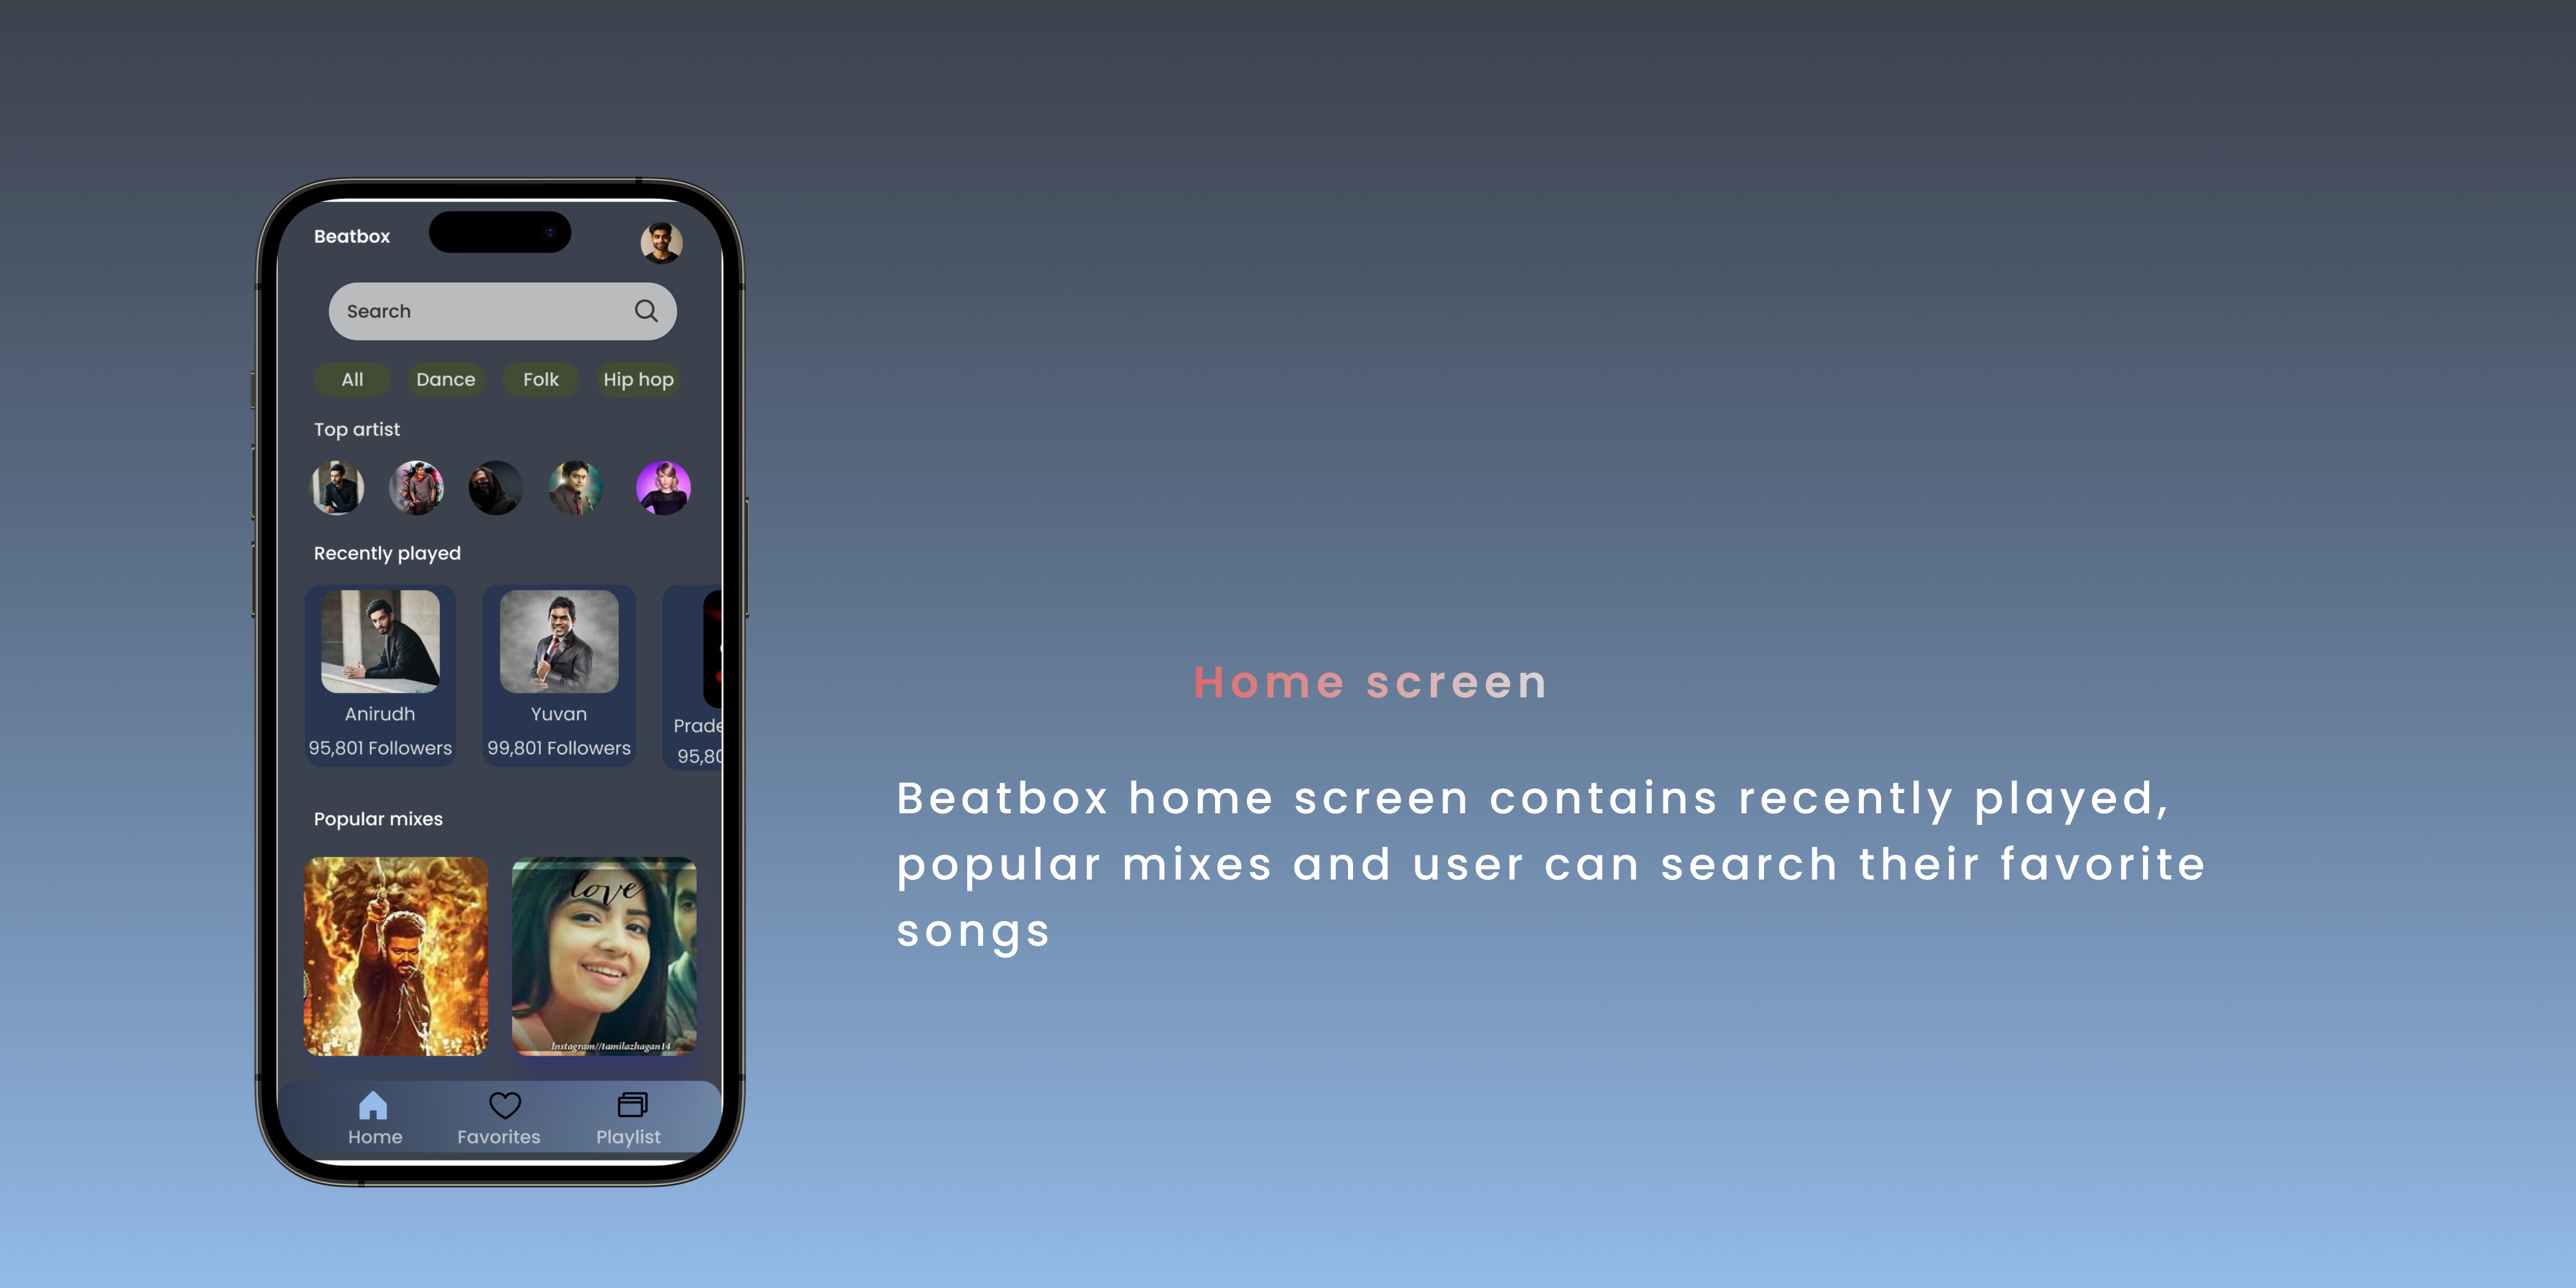 Beatbox
Search
All Dance Folk Hip hop
Top artist
Recently played
Anirudh Yuvan Prade
95,801 Followers 99,801 Followers 95,80
Popular mixes
love
Instagram//tamilazhagan14
Home Favorites Playlist
Home screen
Beatbox home screen contains recently played,
popular mixes and user can search their favorite
songs